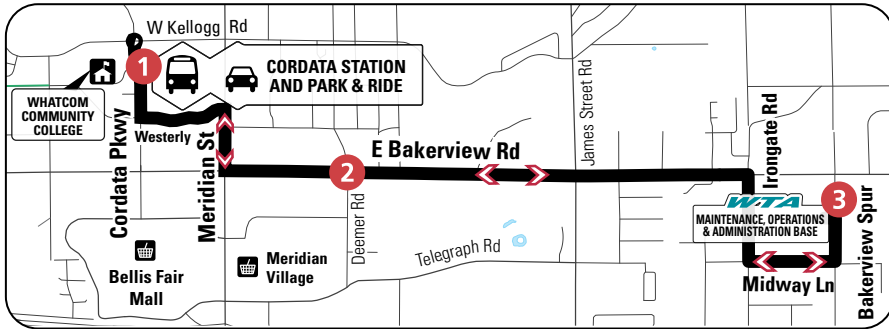 W Kellogg Rd
1
CORDATA STATION
AND PARK & RIDE
WHATCOM
COMMUNITY
COLLEGE
Westerly
Cordata Pkwy
Meridian St
2
E Bakerview Rd
James Street Rd
Irongate Rd
3
WTA
MAINTENANCE, OPERATIONS
& ADMINISTRATION BASE
Deemer Rd
Telegraph Rd
Bellis Fair
Mall
Meridian
Village
Midway Ln
Bakerview Spur